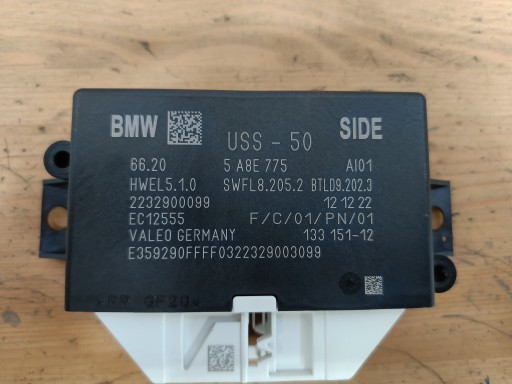 BMW USS - 50 SIDE
66.20 5 A8E 775 AI01
HWEL5.1.0 SWFL8.205.2 BTLD9.202.3
2232900099 12 12 22
EC12555 F/C/01/PN/01
VALEO GERMANY 133 151-12
E359290FFFF0322329003099